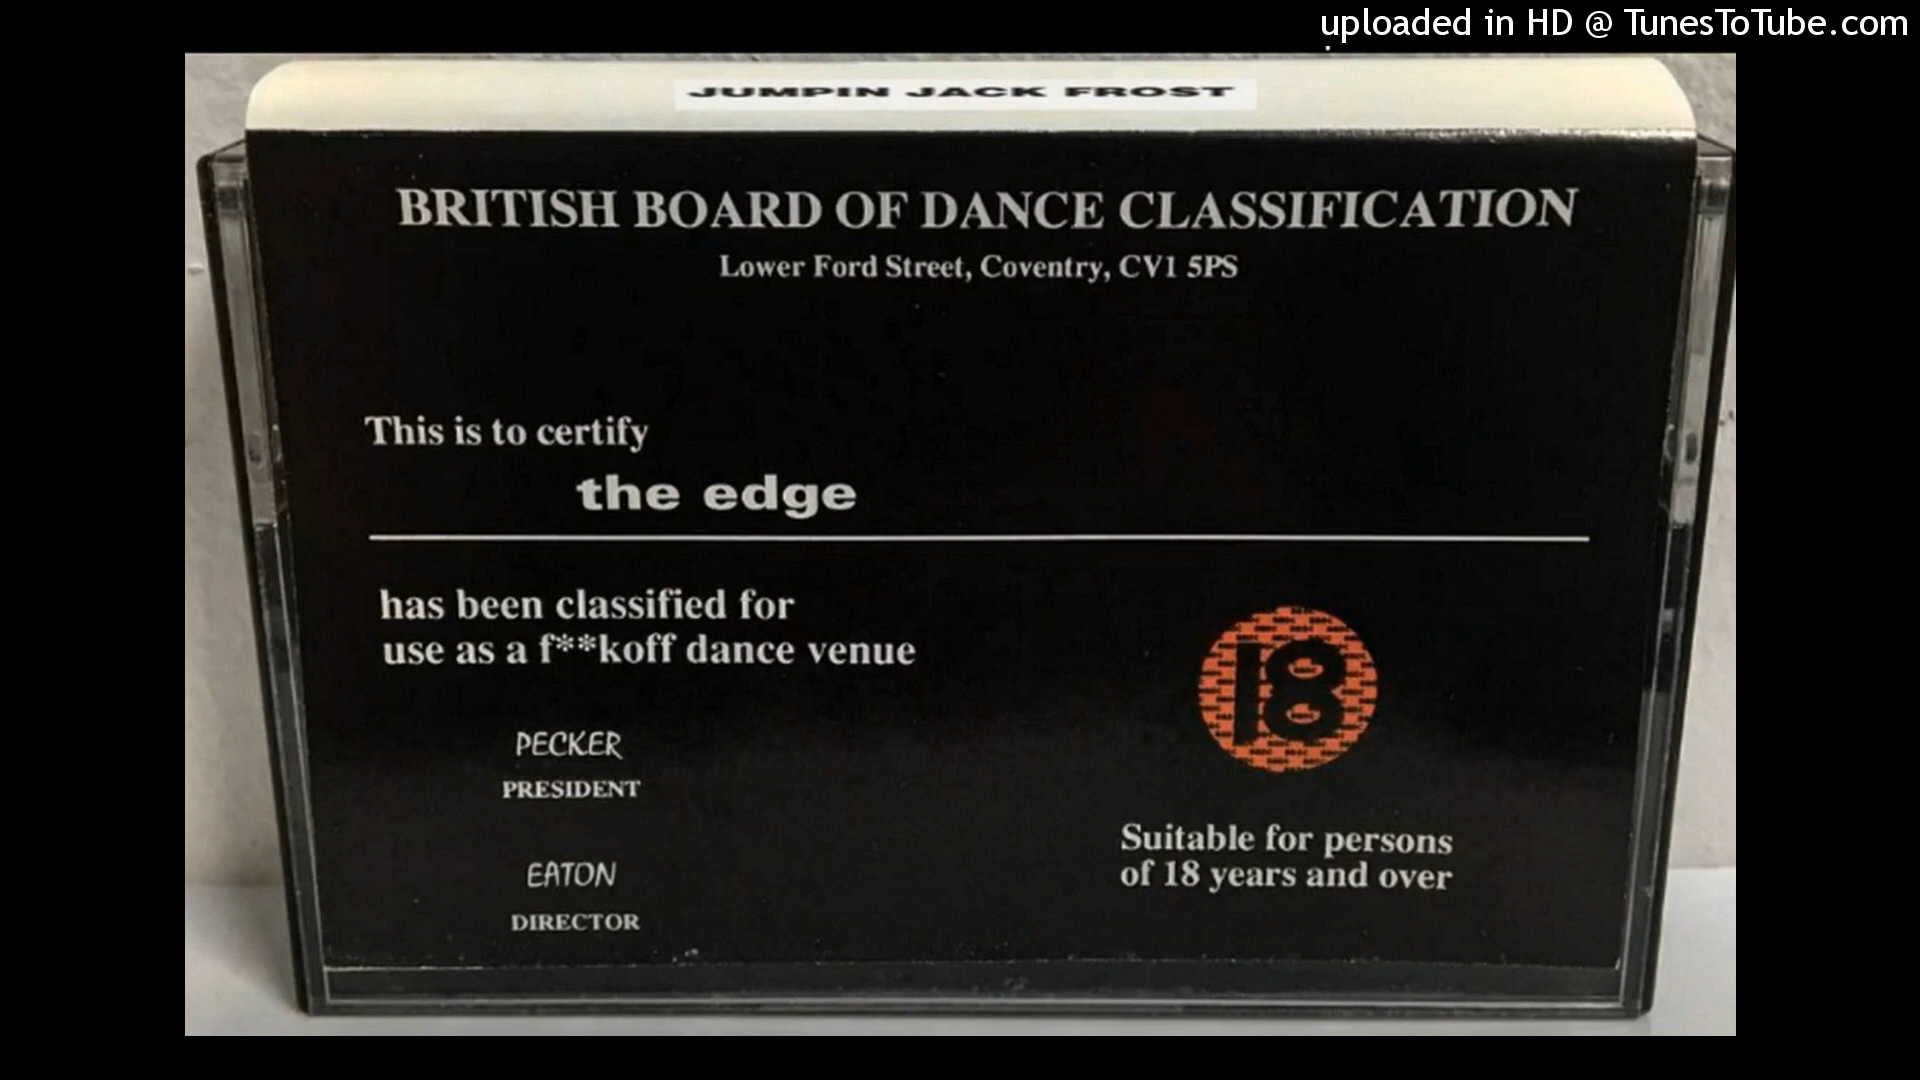 uploaded in HD @ TunesToTube.com
JUMPIN JACK FROST
BRITISH BOARD OF DANCE CLASSIFICATION
Lower Ford Street, Coventry, CV1 5PS
This is to certify
the edge
has been classified for
use as a f**koff dance venue
PECKER
PRESIDENT
EATON
DIRECTOR
18
Suitable for persons
of 18 years and over